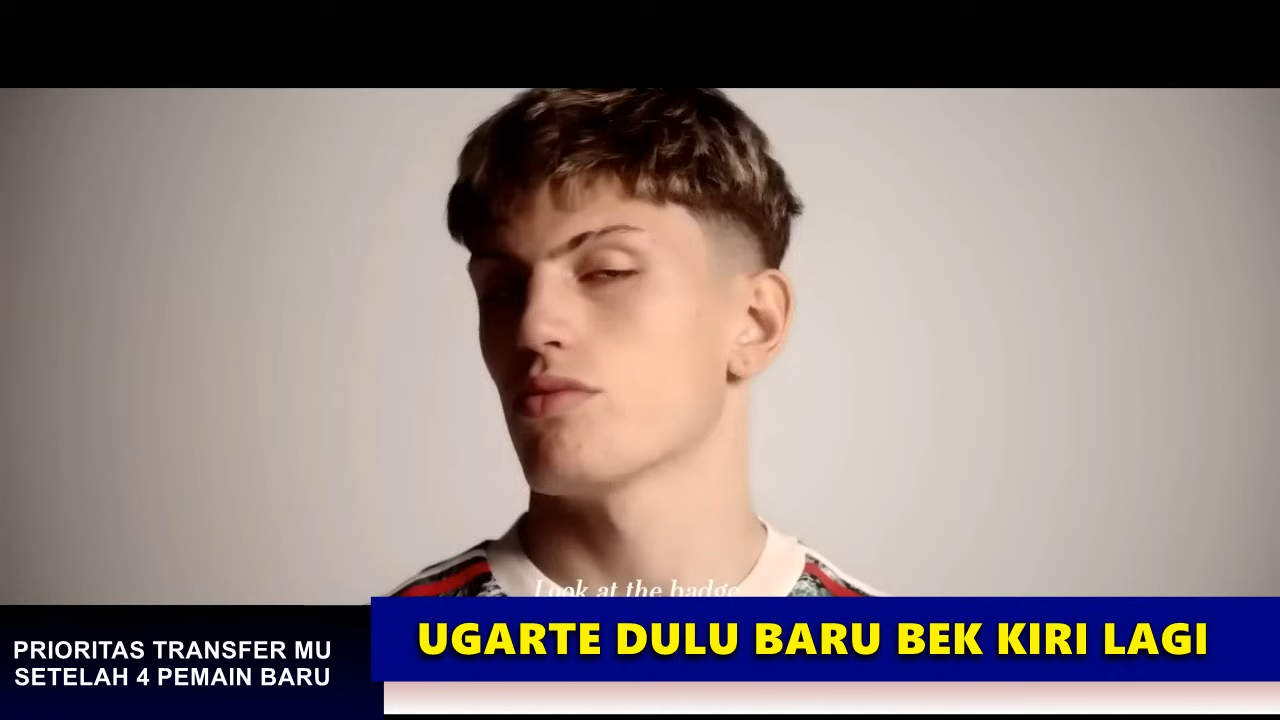 Look at the badge
UGARTE DULU BARU BEK KIRI LAGI
PRIORITAS TRANSFER MU
SETELAH 4 PEMAIN BARU